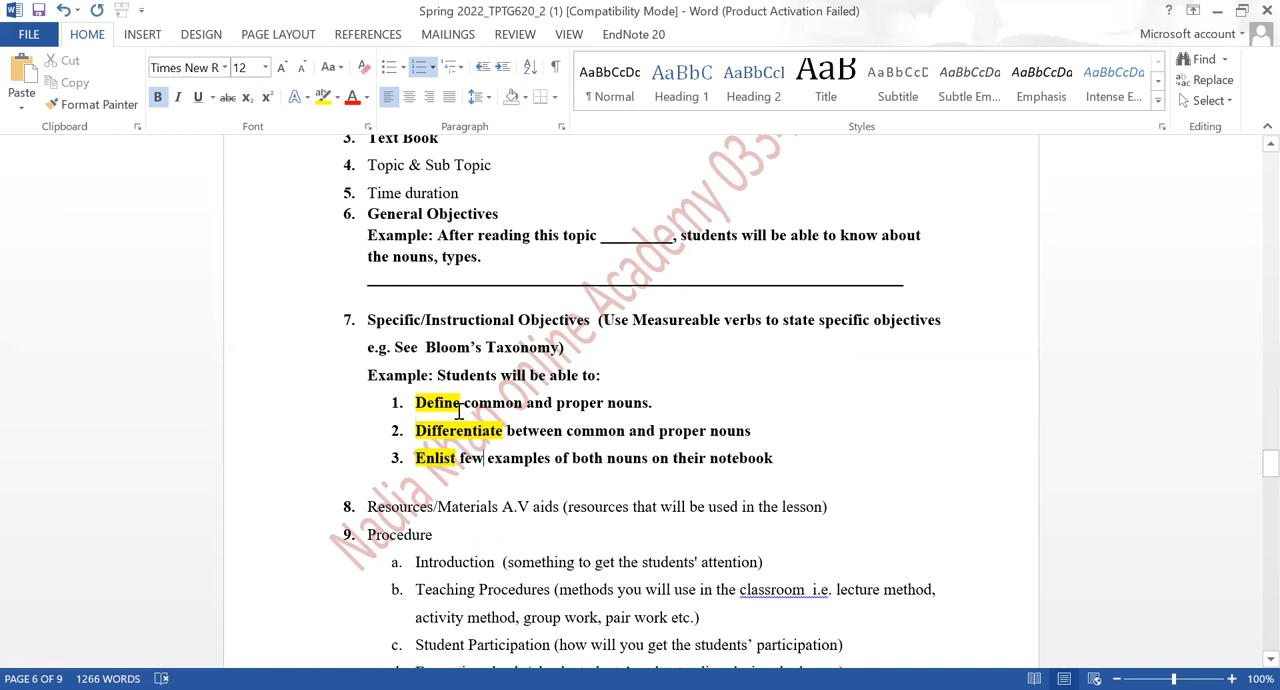 Spring 2022_TPTG620_2 (1) [Compatibility Mode] - Word (Product Activation Failed)
FILE HOME INSERT DESIGN PAGE LAYOUT REFERENCES MAILINGS REVIEW VIEW EndNote 20 Microsoft account
Cut
Copy
Paste Format Painter
Times New R 12
Aa
AaBbCcDc AaBbC AaBbCcI AaB AaBbCcD AaBbCcDa AaBbCcDa AaBbCcDa
¶ Normal Heading 1 Heading 2 Title Subtitle Subtle Em... Emphasis Intense E...
Find
Replace
Select
Clipboard Font Paragraph Styles Editing
3. Text Book
4. Topic & Sub Topic
5. Time duration
6. General Objectives
Example: After reading this topic __________, students will be able to know about
the nouns, types.
7. Specific/Instructional Objectives (Use Measureable verbs to state specific objectives
e.g. See Bloom's Taxonomy)
Example: Students will be able to:
1. Define common and proper nouns.
2. Differentiate between common and proper nouns
3. Enlist few examples of both nouns on their notebook
8. Resources/Materials A.V aids (resources that will be used in the lesson)
9. Procedure
a. Introduction (something to get the students' attention)
b. Teaching Procedures (methods you will use in the classroom i.e. lecture method,
activity method, group work, pair work etc.)
c. Student Participation (how will you get the students' participation)
Nadia Khan online Academy 033
PAGE 6 OF 9 1266 WORDS 100%